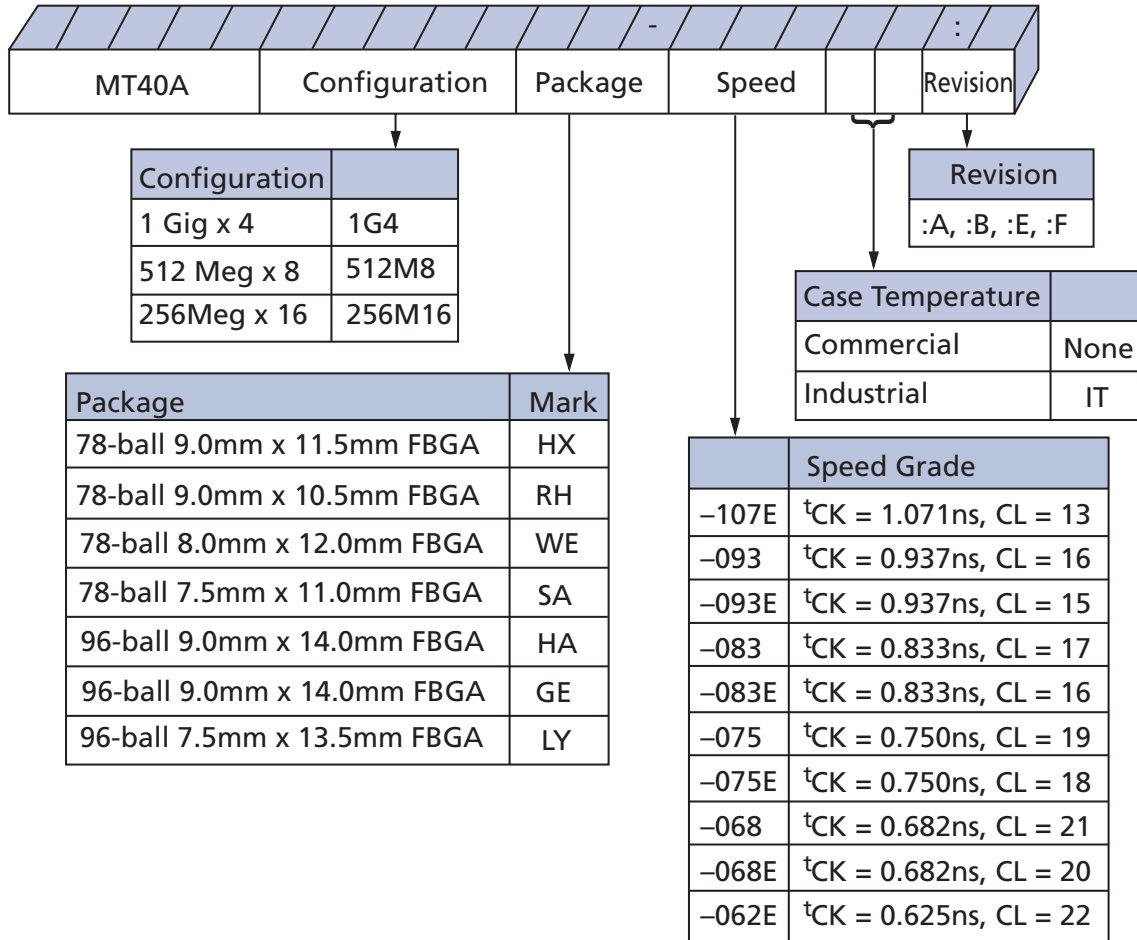 - :
MT40A Configuration Package Speed Revision
Configuration
1 Gig x 4 1G4
512 Meg x 8 512M8
256Meg x 16 256M16
Revision
:A, :B, :E, :F
Case Temperature
Commercial None
Industrial IT
Package Mark
78-ball 9.0mm x 11.5mm FBGA HX
78-ball 9.0mm x 10.5mm FBGA RH
78-ball 8.0mm x 12.0mm FBGA WE
78-ball 7.5mm x 11.0mm FBGA SA
96-ball 9.0mm x 14.0mm FBGA HA
96-ball 9.0mm x 14.0mm FBGA GE
96-ball 7.5mm x 13.5mm FBGA LY
Speed Grade
–107E tCK = 1.071ns, CL = 13
–093 tCK = 0.937ns, CL = 16
–093E tCK = 0.937ns, CL = 15
–083 tCK = 0.833ns, CL = 17
–083E tCK = 0.833ns, CL = 16
–075 tCK = 0.750ns, CL = 19
–075E tCK = 0.750ns, CL = 18
–068 tCK = 0.682ns, CL = 21
–068E tCK = 0.682ns, CL = 20
–062E tCK = 0.625ns, CL = 22